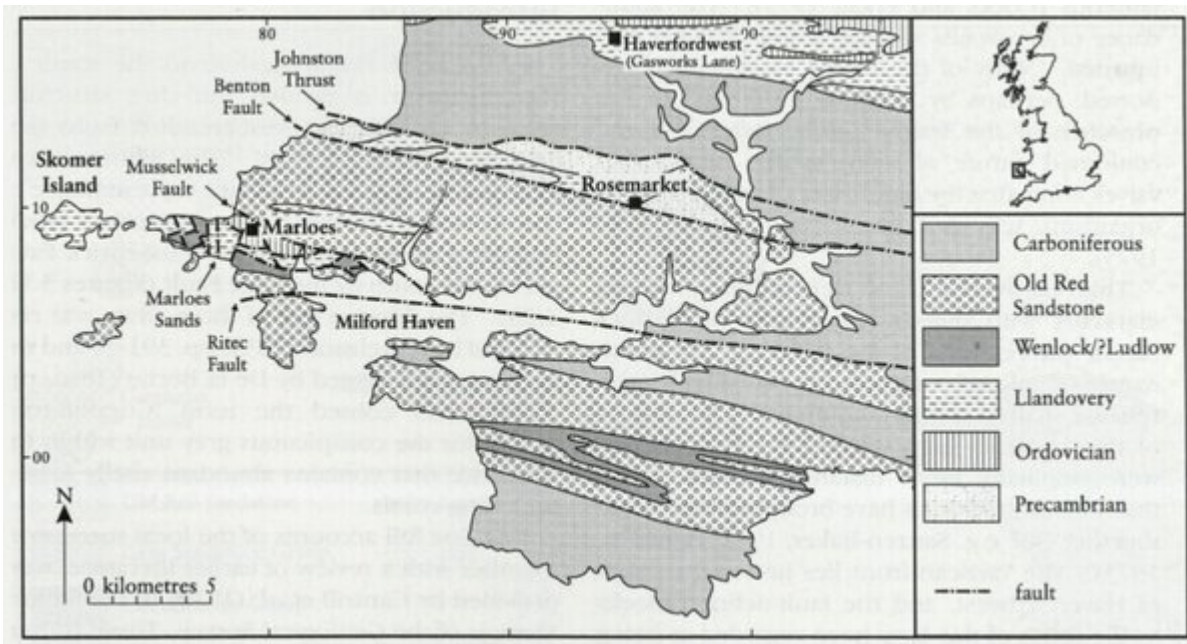 80
90
00
Haverfordwest
(Gasworks Lane)
Johnston
Thrust
Benton
Fault
Skomer
Island
Musselwick
Fault
Rosemarket
10
Marloes
Marloes
Sands
Ritec
Fault
Milford Haven
00
N
0 kilometres 5
Carboniferous
Old Red
Sandstone
Wenlock/?Ludlow
Llandovery
Ordovician
Precambrian
fault